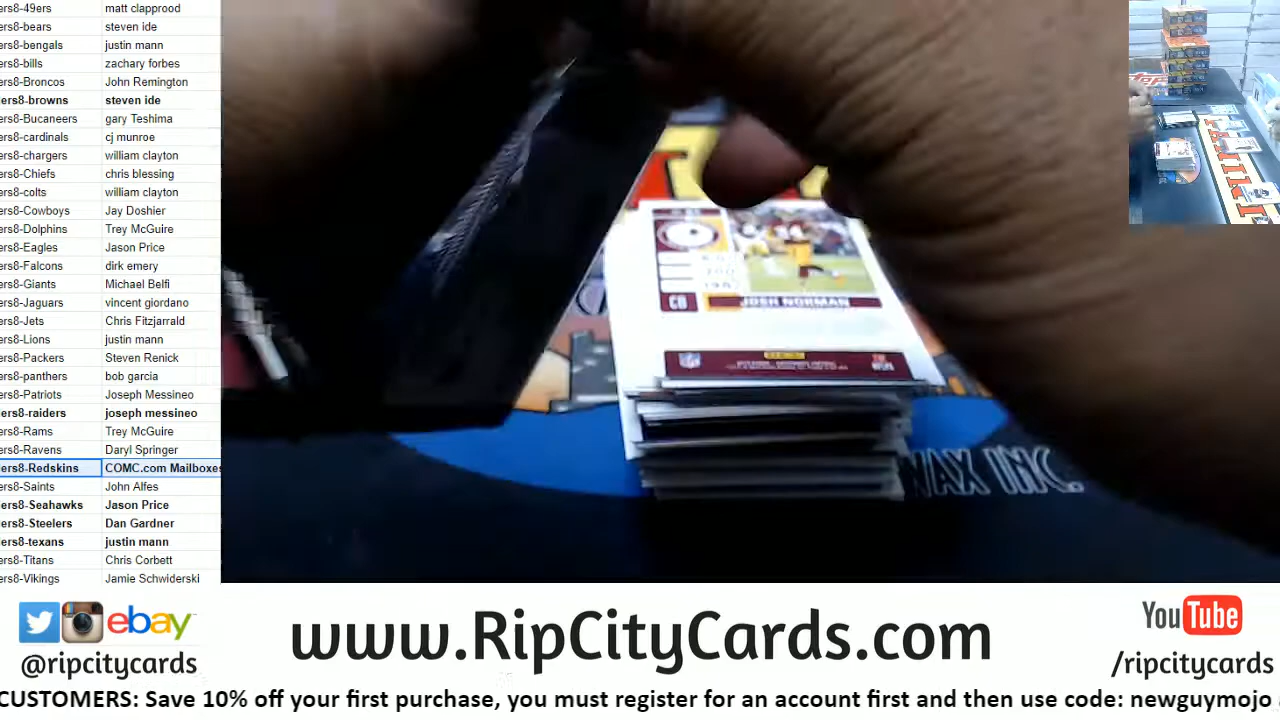 ers8-49ers matt clapprood
ers8-bears steven ide
ers8-bengals justin mann
ers8-bills zachary forbes
ers8-Broncos John Remington
lers8-browns steven ide
ers8-Bucaneers gary Teshima
ers8-cardinals cj munroe
ers8-chargers william clayton
ers8-Chiefs chris blessing
ers8-colts william clayton
ers8-Cowboys Jay Doshier
ers8-Dolphins Trey McGuire
ers8-Eagles Jason Price
ers8-Falcons dirk emery
ers8-Giants Michael Belfi
ers8-Jaguars vincent giordano
ers8-Jets Chris Fitzjarrald
ers8-Lions justin mann
ers8-Packers Steven Renick
ers8-panthers bob garcia
ers8-Patriots Joseph Messineo
lers8-raiders joseph messineo
ers8-Rams Trey McGuire
ers8-Ravens Daryl Springer
lers8-Redskins COMC.com Mailboxes
ers8-Saints John Alfes
lers8-Seahawks Jason Price
lers8-Steelers Dan Gardner
lers8-texans justin mann
ers8-Titans Chris Corbett
ers8-Vikings Jamie Schwiderski
CB JOSH NORMAN
NFL
WAX INC.
ebay
@ripcitycards
www.RipCityCards.com
YouTube
/ripcitycards
CUSTOMERS: Save 10% off your first purchase, you must register for an account first and then use code: newguymojo